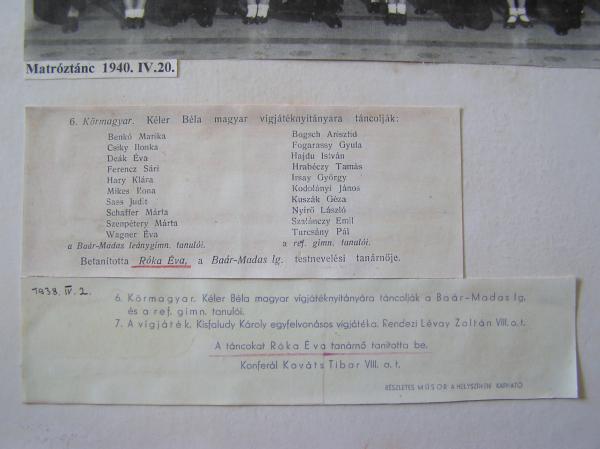 Matróztánc 1940. IV.20.
6. Körmagyar. Kéler Béla magyar vigjátéknyitányára táncolják:
Benkó Marika
Csiky Ilonka
Deák Éva
Ferencz Sári
Hary Klára
Mikes Ilona
Sass Judit
Schaffer Márta
Szenpétery Márta
Wagner Éva
a Baár-Madas leánygimn. tanulói.
Bogsch Arisztid
Fogarassy Gyula
Hajdu István
Hrabéczy Tamás
Irsay György
Kodolányi János
Kuszák Géza
Nyirő László
Szalánczy Emil
Turcsány Pál
a ref. gimn. tanulói.
Betanította Róka Éva, a Baár-Madas lg. testnevelési tanárnője.
1938. IV. 2.
6. Körmagyar. Kéler Béla magyar vigjátéknyitányára táncolják a Baár-Madas lg.
és a ref. gimn. tanulói.
7. A vigjáték. Kisfaludy Károly egyfelvonásos vigjátéka. Rendezi Lévay Zoltán VIII. o. t.
A táncokat Róka Éva tanárnő tanította be.
Konferál Kováts Tibor VIII. o. t.
RÉSZLETES MŰSOR A HELYSZÍNEN KAPHATÓ